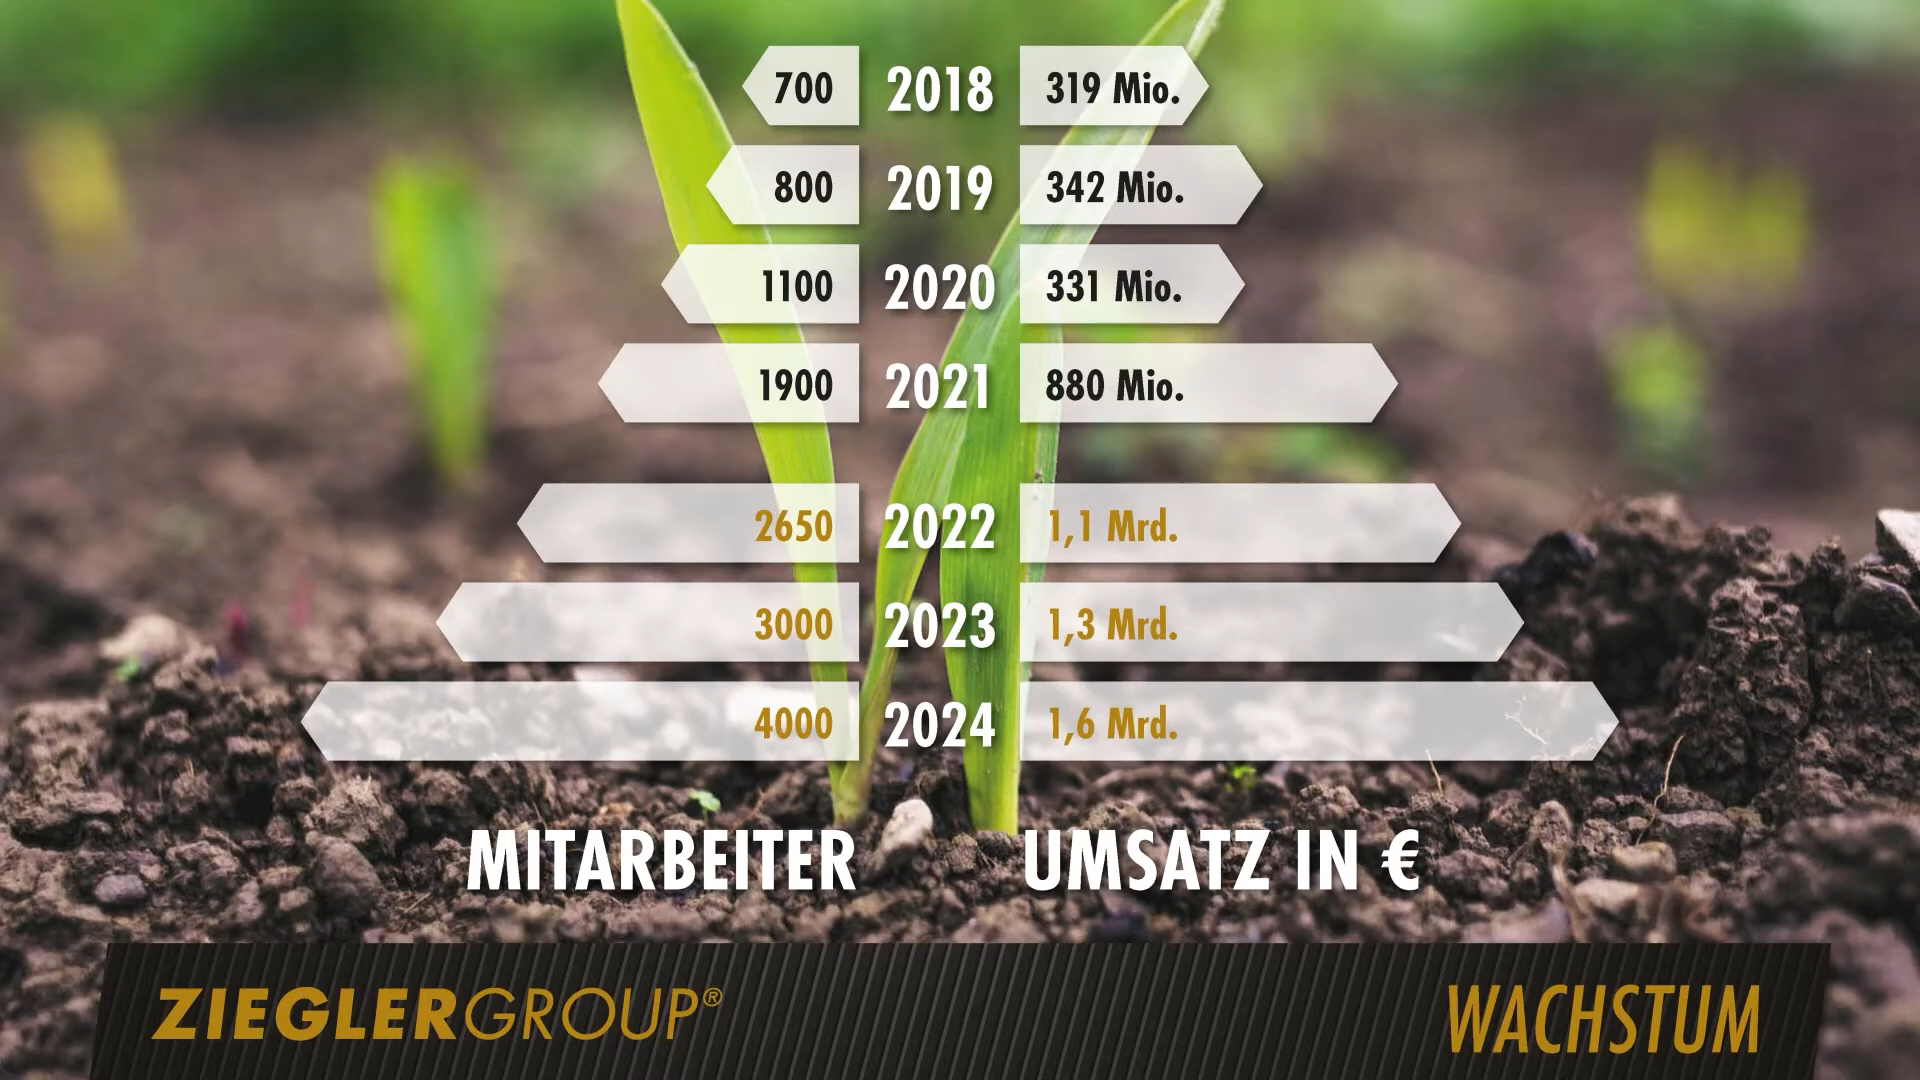 700 2018 319 Mio.
800 2019 342 Mio.
1100 2020 331 Mio.
1900 2021 880 Mio.
2650 2022 1,1 Mrd.
3000 2023 1,3 Mrd.
4000 2024 1,6 Mrd.
MITARBEITER UMSATZ IN €
ZIEGLERGROUP® WACHSTUM